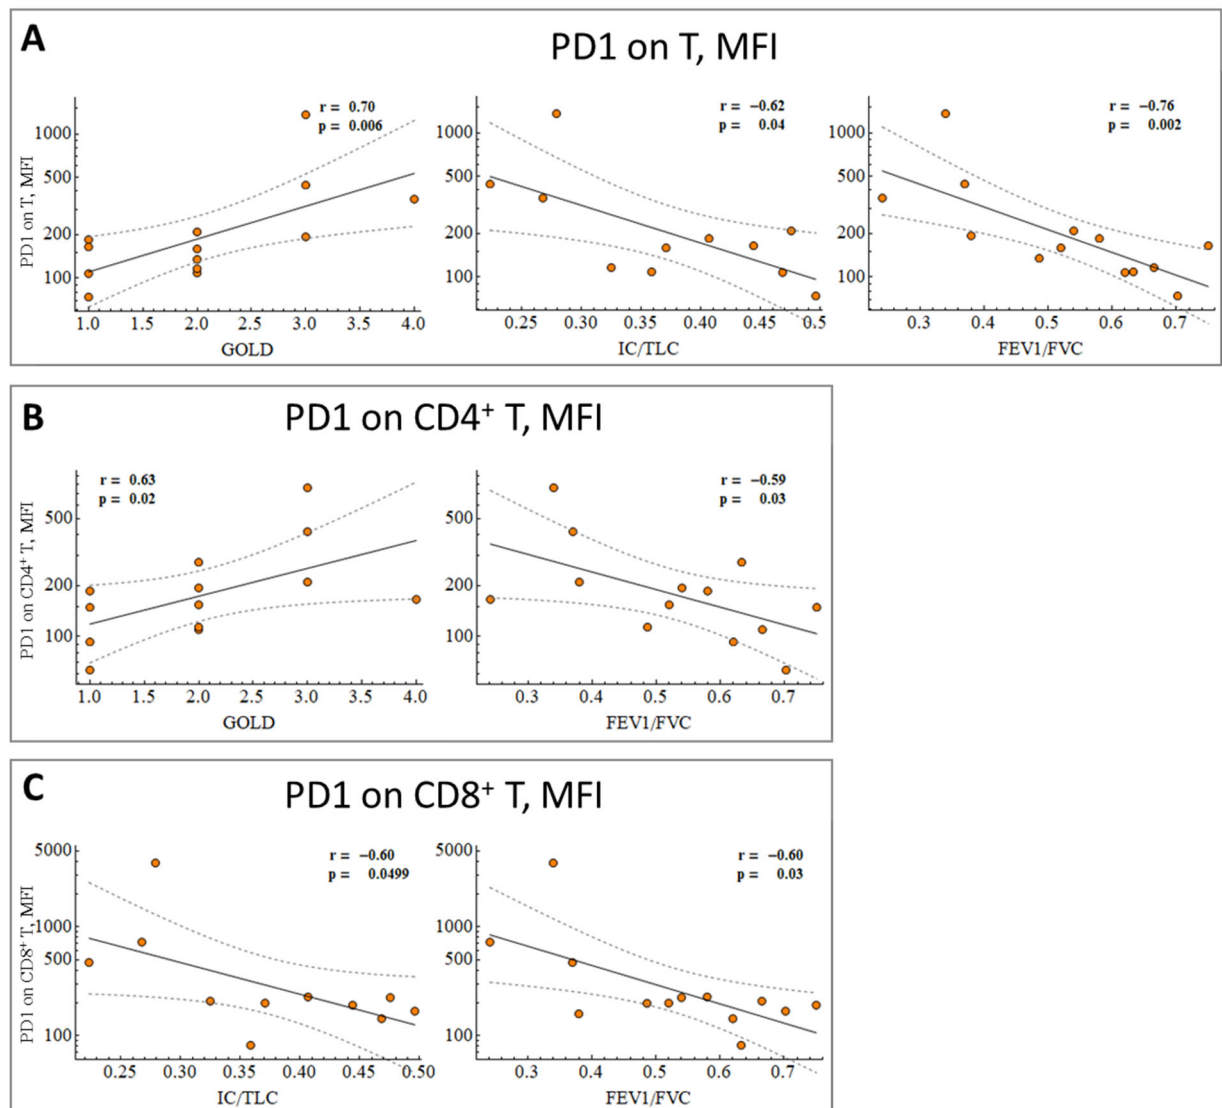 A
PD1 on T, MFI
r = 0.70
p = 0.006
PD1 on T, MFI
1000
500
200
100
1.0 1.5 2.0 2.5 3.0 3.5 4.0
GOLD
r = −0.62
p = 0.04
1000
500
200
100
0.25 0.30 0.35 0.40 0.45 0.5
IC/TLC
r = −0.76
p = 0.002
1000
500
200
100
0.3 0.4 0.5 0.6 0.7
FEV1/FVC
B
PD1 on CD4⁺ T, MFI
r = 0.63
p = 0.02
PD1 on CD4⁺ T, MFI
500
200
100
1.0 1.5 2.0 2.5 3.0 3.5 4.0
GOLD
r = −0.59
p = 0.03
500
200
100
0.3 0.4 0.5 0.6 0.7
FEV1/FVC
C
PD1 on CD8⁺ T, MFI
r = −0.60
p = 0.0499
PD1 on CD8⁺ T, MFI
5000
1000
500
100
0.25 0.30 0.35 0.40 0.45 0.50
IC/TLC
r = −0.60
p = 0.03
5000
1000
500
100
0.3 0.4 0.5 0.6 0.7
FEV1/FVC